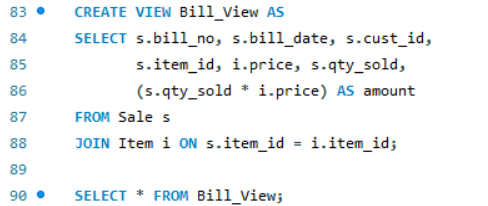 83 CREATE VIEW Bill_View AS
84 SELECT s.bill_no, s.bill_date, s.cust_id,
85 s.item_id, i.price, s.qty_sold,
86 (s.qty_sold * i.price) AS amount
87 FROM Sale s
88 JOIN Item i ON s.item_id = i.item_id;
89
90 SELECT * FROM Bill_View;